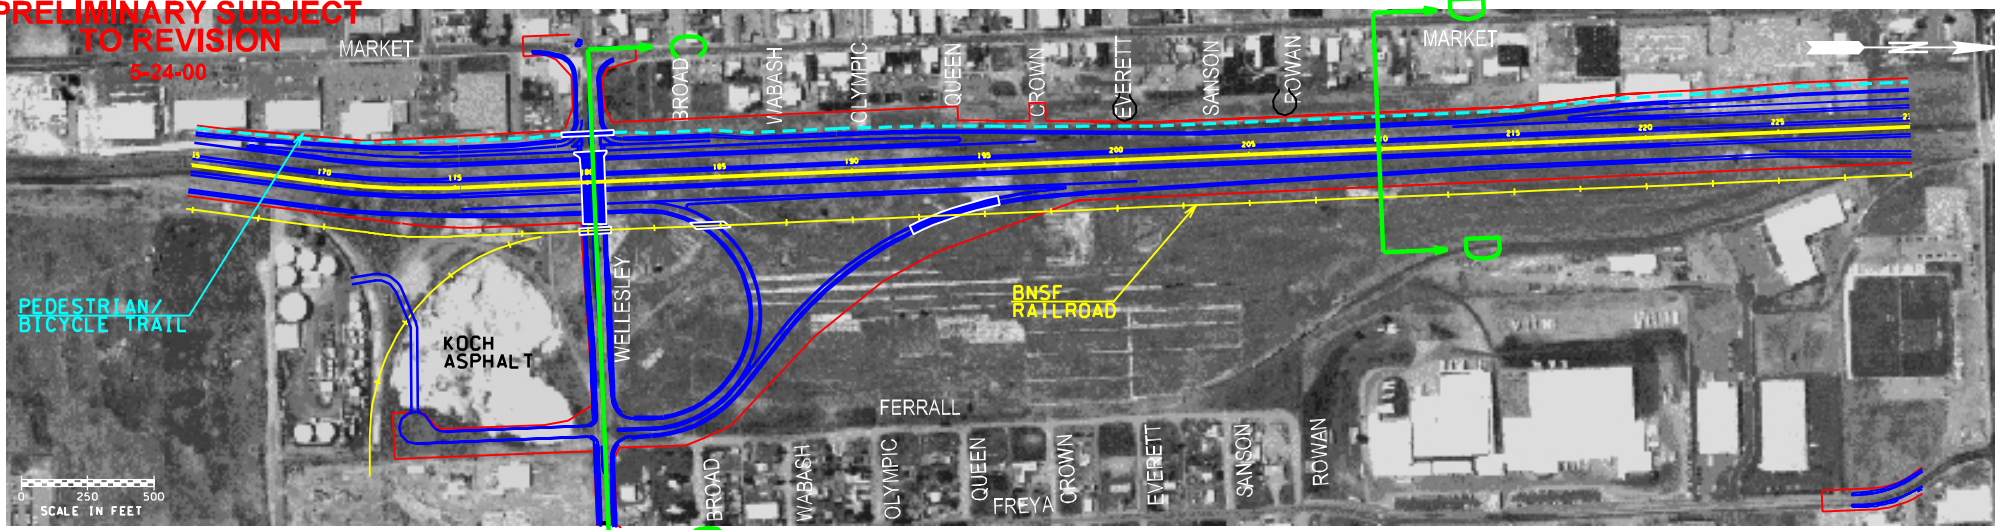 PRELIMINARY SUBJECT
TO REVISION
5-24-00
MARKET
BROAD
WABASH
OLYMPIC
QUEEN
CROWN
EVERETT
SANSON
ROWAN
MARKET
170
175
180
185
190
195
200
205
210
215
220
225
PEDESTRIAN/
BICYCLE TRAIL
KOCH
ASPHALT
WELLESLEY
BNSF
RAILROAD
FERRALL
BROAD
WABASH
OLYMPIC
QUEEN
FREYA
CROWN
EVERETT
SANSON
ROWAN
0 250 500
SCALE IN FEET